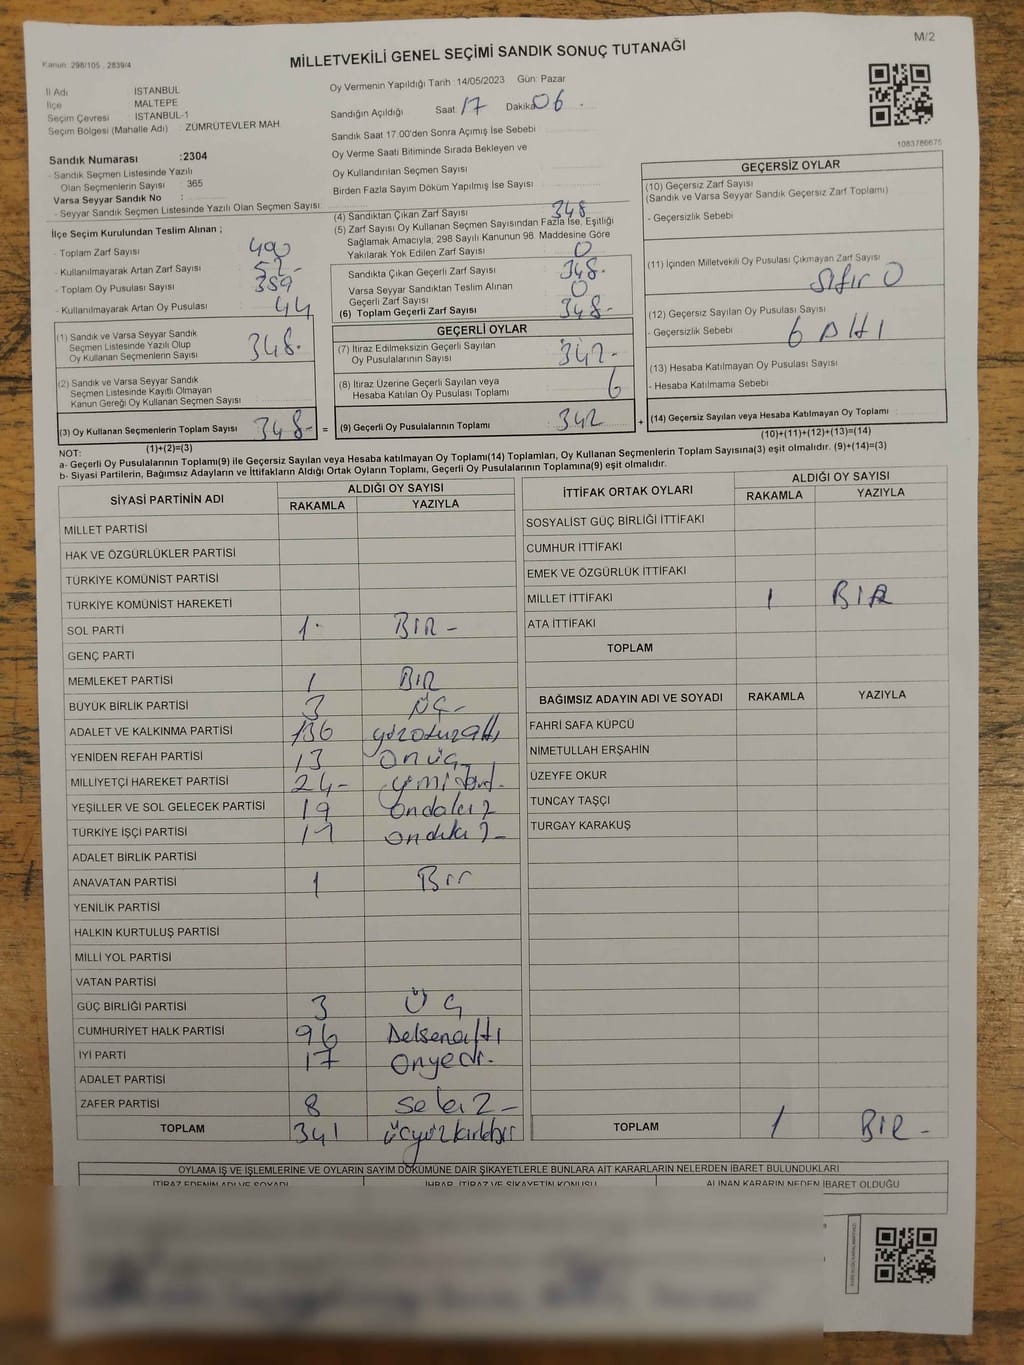 M/2
Kanun: 298/105 , 2839/4
MİLLETVEKİLİ GENEL SEÇİMİ SANDIK SONUÇ TUTANAĞI
İl Adı İSTANBUL
İlçe MALTEPE
Seçim Çevresi İSTANBUL-1
Seçim Bölgesi (Mahalle Adı) ZÜMRÜTEVLER MAH
Oy Vermenin Yapıldığı Tarih 14/05/2023 Gün: Pazar
Sandığın Açıldığı Saat: 17 Dakika 06
Sandık Saat 17:00'den Sonra Açımış İse Sebebi
Oy Verme Saati Bitiminde Sırada Bekleyen ve
Oy Kullandırılan Seçmen Sayısı
Birden Fazla Sayım Döküm Yapılmış İse Sayısı
1083786675
Sandık Numarası :2304
- Sandık Seçmen Listesinde Yazılı
Olan Seçmenlerin Sayısı : 365
Varsa Seyyar Sandık No :
- Seyyar Sandık Seçmen Listesinde Yazılı Olan Seçmen Sayısı:
İlçe Seçim Kurulundan Teslim Alınan ;
- Toplam Zarf Sayısı 400
- Kullanılmayarak Artan Zarf Sayısı 52-
- Toplam Oy Pusulası Sayısı 389
- Kullanılmayarak Artan Oy Pusulası 44
(1) Sandık ve Varsa Seyyar Sandık
Seçmen Listesinde Yazılı Olup
Oy Kullanan Seçmenlerin Sayısı 348-
(2) Sandık ve Varsa Seyyar Sandık
Seçmen Listesinde Kayıtlı Olmayan
Kanun Gereği Oy Kullanan Seçmen Sayısı
(3) Oy Kullanan Seçmenlerin Toplam Sayısı 348-
(1)+(2)=(3)
(4) Sandıktan Çıkan Zarf Sayısı 348
(5) Zarf Sayısı Oy Kullanan Seçmen Sayısından Fazla İse, Eşitliği
Sağlamak Amacıyla, 298 Sayılı Kanunun 98. Maddesine Göre
Yakılarak Yok Edilen Zarf Sayısı 0
Sandıkta Çıkan Geçerli Zarf Sayısı 348-
Varsa Seyyar Sandıktan Teslim Alınan
Geçerli Zarf Sayısı 0
(6) Toplam Geçerli Zarf Sayısı 348-
GEÇERLİ OYLAR
(7) İtiraz Edilmeksizin Geçerli Sayılan
Oy Pusulalarının Sayısı 342-
(8) İtiraz Üzerine Geçerli Sayılan veya
Hesaba Katılan Oy Pusulası Toplamı 6
= (9) Geçerli Oy Pusulalarının Toplamı 342
GEÇERSİZ OYLAR
(10) Geçersiz Zarf Sayısı
(Sandık ve Varsa Seyyar Sandık Geçersiz Zarf Toplamı)
- Geçersizlik Sebebi
(11) İçinden Milletvekili Oy Pusulası Çıkmayan Zarf Sayısı
Sıfır 0
(12) Geçersiz Sayılan Oy Pusulası Sayısı
- Geçersizlik Sebebi 6 AltI
(13) Hesaba Katılmayan Oy Pusulası Sayısı
- Hesaba Katılmama Sebebi
+ (14) Geçersiz Sayılan veya Hesaba Katılmayan Oy Toplamı
(10)+(11)+(12)+(13)=(14)
NOT:
a- Geçerli Oy Pusulalarının Toplamı(9) ile Geçersiz Sayılan veya Hesaba katılmayan Oy Toplamı(14) Toplamları, Oy Kullanan Seçmenlerin Toplam Sayısına(3) eşit olmalıdır. (9)+(14)=(3)
b- Siyasi Partilerin, Bağımsız Adayların ve İttifakların Aldığı Ortak Oyların Toplamı, Geçerli Oy Pusulalarının Toplamına(9) eşit olmalıdır.
SİYASİ PARTİNİN ADI ALDIĞI OY SAYISI
RAKAMLA YAZIYLA
MİLLET PARTİSİ
HAK VE ÖZGÜRLÜKLER PARTİSİ
TÜRKİYE KOMÜNİST PARTİSİ
TÜRKİYE KOMÜNİST HAREKETİ
SOL PARTİ 1- BIR -
GENÇ PARTİ
MEMLEKET PARTİSİ 1 BIR
BÜYÜK BİRLİK PARTİSİ 3 ÜÇ-
ADALET VE KALKINMA PARTİSİ 136 yüzotuzaltı
YENİDEN REFAH PARTİSİ 13 onüç
MİLLİYETÇİ HAREKET PARTİSİ 24-
YEŞİLLER VE SOL GELECEK PARTİSİ 19 ondokuz
TÜRKİYE İŞÇİ PARTİSİ
ADALET BİRLİK PARTİSİ
ANAVATAN PARTİSİ 1 Bir
YENİLİK PARTİSİ
HALKIN KURTULUŞ PARTİSİ
MİLLİ YOL PARTİSİ
VATAN PARTİSİ
GÜÇ BİRLİĞİ PARTİSİ 3 ÜÇ
CUMHURİYET HALK PARTİSİ 96
İYİ PARTİ 17 onyedi-
ADALET PARTİSİ
ZAFER PARTİSİ 8 sekiz-
TOPLAM 341 üçyüzkırkbir
İTTİFAK ORTAK OYLARI ALDIĞI OY SAYISI
RAKAMLA YAZIYLA
SOSYALİST GÜÇ BİRLİĞİ İTTİFAKI
CUMHUR İTTİFAKI
EMEK VE ÖZGÜRLÜK İTTİFAKI
MİLLET İTTİFAKI 1 BIR
ATA İTTİFAKI
TOPLAM
BAĞIMSIZ ADAYIN ADI VE SOYADI RAKAMLA YAZIYLA
FAHRİ SAFA KÜPCÜ
NİMETULLAH ERŞAHİN
ÜZEYFE OKUR
TUNCAY TAŞÇI
TURGAY KARAKUŞ
TOPLAM 1 BIR -
OYLAMA İŞ VE İŞLEMLERİNE VE OYLARIN SAYIM DÖKÜMÜNE DAİR ŞİKAYETLERLE BUNLARA AİT KARARLARIN NELERDEN İBARET BULUNDUKLARI
İTİRAZ EDENİN ADI VE SOYADI İHBAR, İTİRAZ VE ŞİKAYETİN KONUSU ALINAN KARARIN NEDEN İBARET OLDUĞU